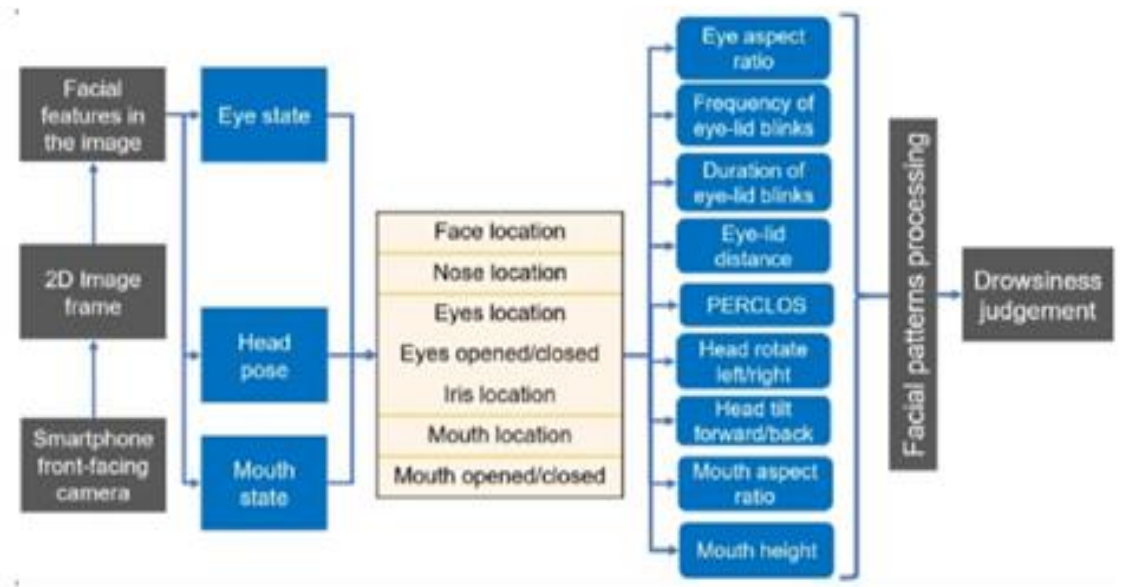 Facial
features in
the image
2D Image
frame
Smartphone
front-facing
camera
Eye state
Head
pose
Mouth
state
Face location
Nose location
Eyes location
Eyes opened/closed
Iris location
Mouth location
Mouth opened/closed
Eye aspect
ratio
Frequency of
eye-lid blinks
Duration of
eye-lid blinks
Eye-lid
distance
PERCLOS
Head rotate
left/right
Head tilt
forward/back
Mouth aspect
ratio
Mouth height
Facial patterns processing
Drowsiness
judgement